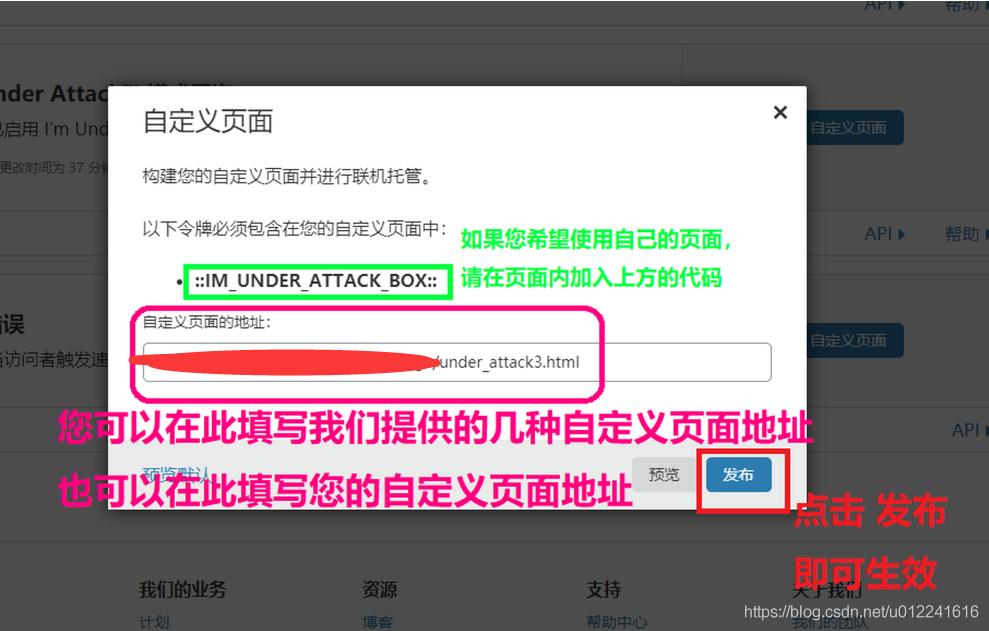 API
帮助
nder Attac
自定义页面
自定义页面
已启用 I'm Und
构建您的自定义页面并进行联机托管。
更改时间为 37 分
以下令牌必须包含在您的自定义页面中：
如果您希望使用自己的页面，
API
帮助
::IM_UNDER_ATTACK_BOX::
请在页面内加入上方的代码
自定义页面的地址：
误
自定义页面
访问者触发速
/under_attack3.html
您可以在此填写我们提供的几种自定义页面地址
API
预览默认
预览
发布
也可以在此填写您的自定义页面地址
点击 发布
即可生效
我们的业务
资源
支持
关于我们
https://blog.csdn.net/u012241616
计划
博客
帮助中心
我们的团队